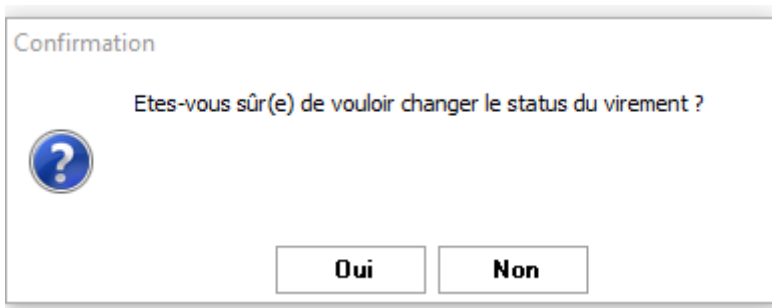 Confirmation
Etes-vous sûr(e) de vouloir changer le status du virement ?
Oui
Non